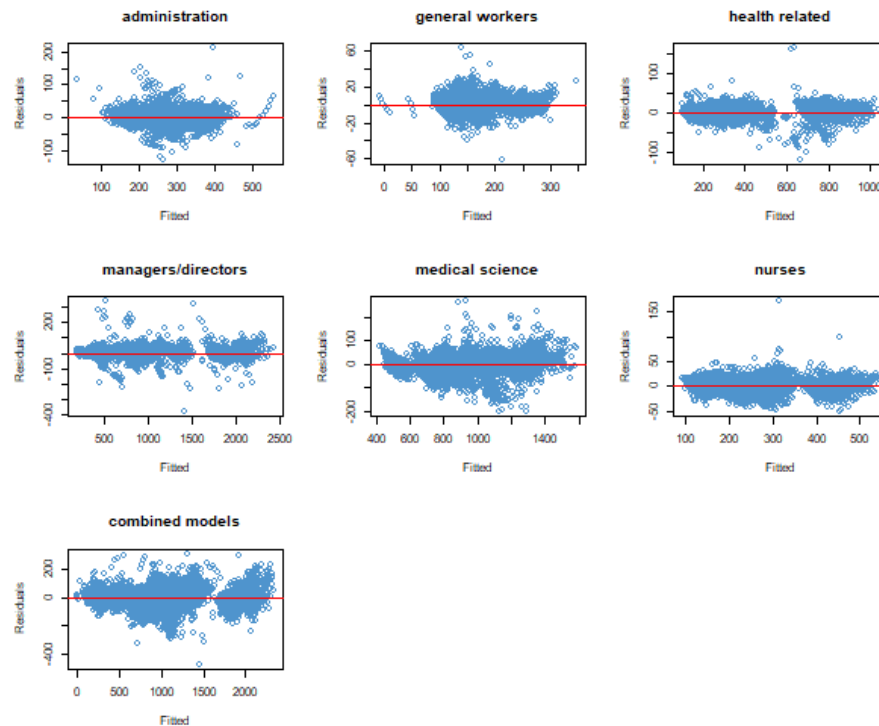 administration
Residuals
-100 0 100 200
100 200 300 400 500
Fitted
general workers
Residuals
-60 -20 20 60
0 50 100 200 300
Fitted
health related
Residuals
-100 0 100
200 400 600 800 1000
Fitted
managers/directors
Residuals
-400 -100 200
500 1000 1500 2000 2500
Fitted
medical science
Residuals
-200 0 100
400 600 800 1000 1400
Fitted
nurses
Residuals
-50 0 50 150
100 200 300 400 500
Fitted
combined models
Residuals
-400 0 200
0 500 1000 1500 2000
Fitted